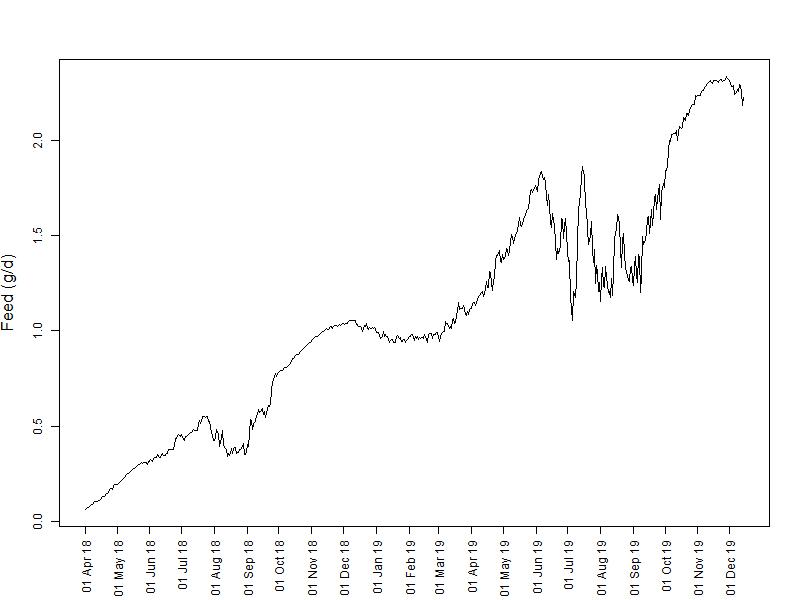 Feed (g/d)
2.0
1.5
1.0
0.5
0.0
01 Apr 18
01 May 18
01 Jun 18
01 Jul 18
01 Aug 18
01 Sep 18
01 Oct 18
01 Nov 18
01 Dec 18
01 Jan 19
01 Feb 19
01 Mar 19
01 Apr 19
01 May 19
01 Jun 19
01 Jul 19
01 Aug 19
01 Sep 19
01 Oct 19
01 Nov 19
01 Dec 19